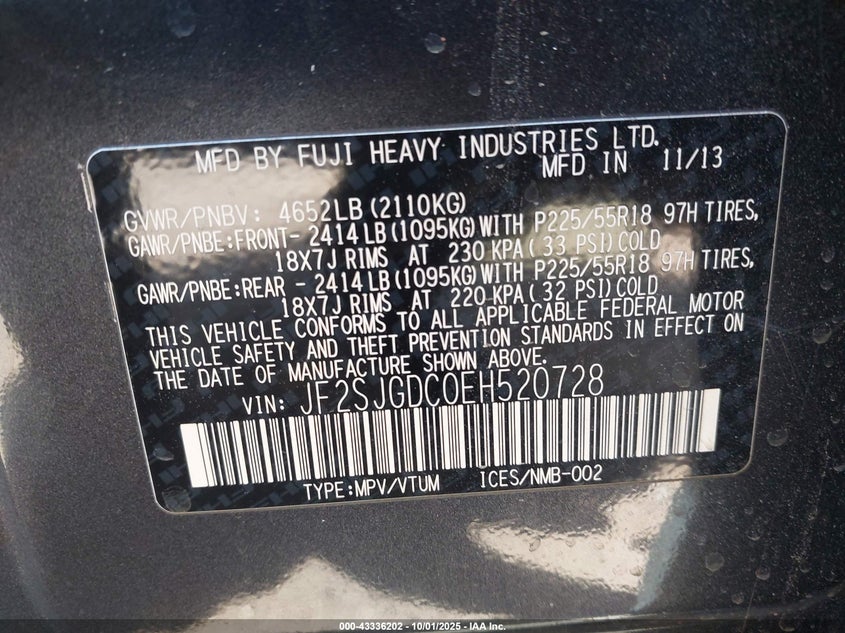 MFD BY FUJI HEAVY INDUSTRIES LTD.
MFD IN 11/13
GVWR/PNBV: 4652LB (2110KG)
GAWR/PNBE:FRONT- 2414LB (1095KG) WITH P225/55R18 97H TIRES,
18X7J RIMS AT 230 KPA( 33 PSI) COLD
GAWR/PNBE:REAR - 2414LB (1095KG) WITH P225/55R18 97H TIRES,
18X7J RIMS AT 220 KPA( 32 PSI) COLD
THIS VEHICLE CONFORMS TO ALL APPLICABLE FEDERAL MOTOR
VEHICLE SAFETY AND THEFT PREVENTION STANDARDS IN EFFECT ON
THE DATE OF MANUFACTURE SHOWN ABOVE.
VIN: JF2SJGDC0EH520728
TYPE:MPV/VTUM ICES/NMB-002
000-43336202 - 10/01/2025 - IAA Inc.